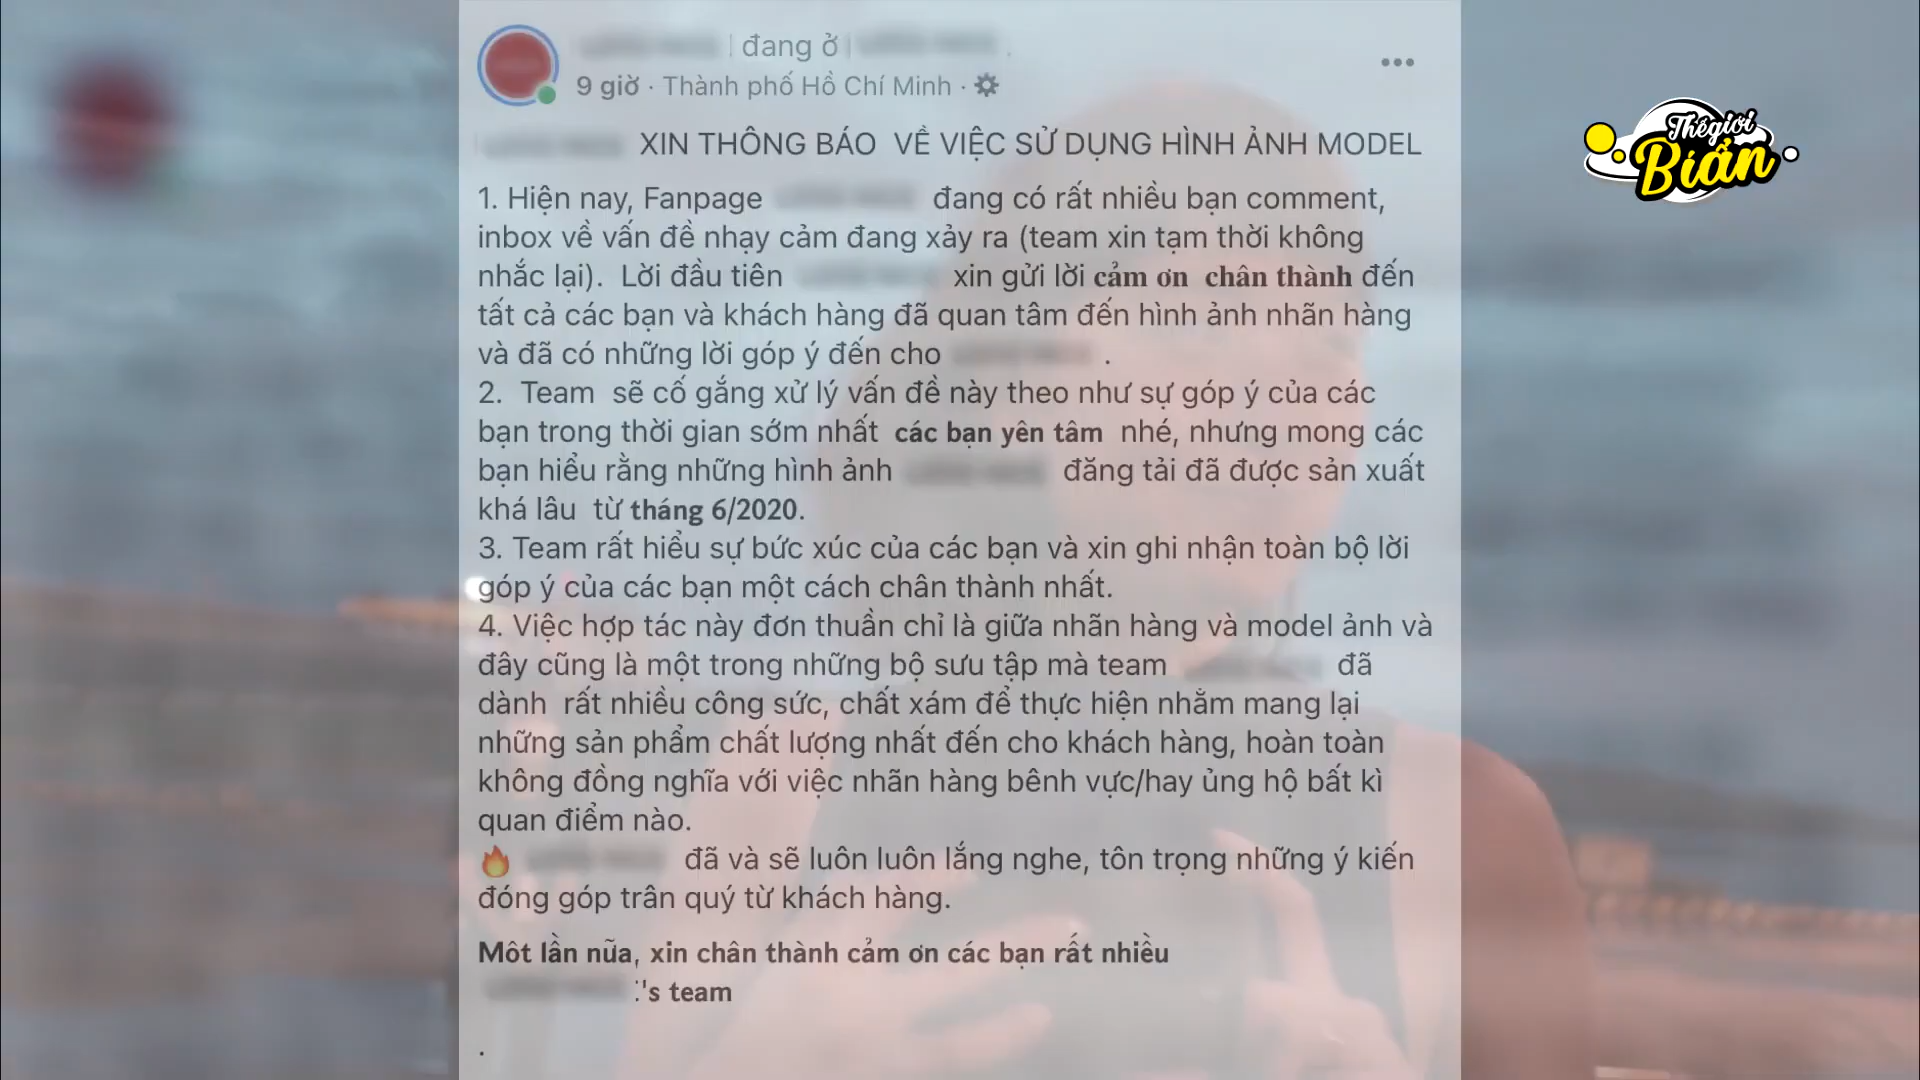 đang ở
9 giờ · Thành phố Hồ Chí Minh ·
XIN THÔNG BÁO VỀ VIỆC SỬ DỤNG HÌNH ẢNH MODEL
Thế giới
Bí ẩn
1. Hiện nay, Fanpage đang có rất nhiều bạn comment,
inbox về vấn đề nhạy cảm đang xảy ra (team xin tạm thời không
nhắc lại). Lời đầu tiên xin gửi lời cảm ơn chân thành đến
tất cả các bạn và khách hàng đã quan tâm đến hình ảnh nhãn hàng
và đã có những lời góp ý đến cho .
2. Team sẽ cố gắng xử lý vấn đề này theo như sự góp ý của các
bạn trong thời gian sớm nhất các bạn yên tâm nhé, nhưng mong các
bạn hiểu rằng những hình ảnh đăng tải đã được sản xuất
khá lâu từ tháng 6/2020.
3. Team rất hiểu sự bức xúc của các bạn và xin ghi nhận toàn bộ lời
góp ý của các bạn một cách chân thành nhất.
4. Việc hợp tác này đơn thuần chỉ là giữa nhãn hàng và model ảnh và
đây cũng là một trong những bộ sưu tập mà team đã
dành rất nhiều công sức, chất xám để thực hiện nhằm mang lại
những sản phẩm chất lượng nhất đến cho khách hàng, hoàn toàn
không đồng nghĩa với việc nhãn hàng bênh vực/hay ủng hộ bất kì
quan điểm nào.
🔥 đã và sẽ luôn luôn lắng nghe, tôn trọng những ý kiến
đóng góp trân quý từ khách hàng.
Môt lần nữa, xin chân thành cảm ơn các bạn rất nhiều
's team
.